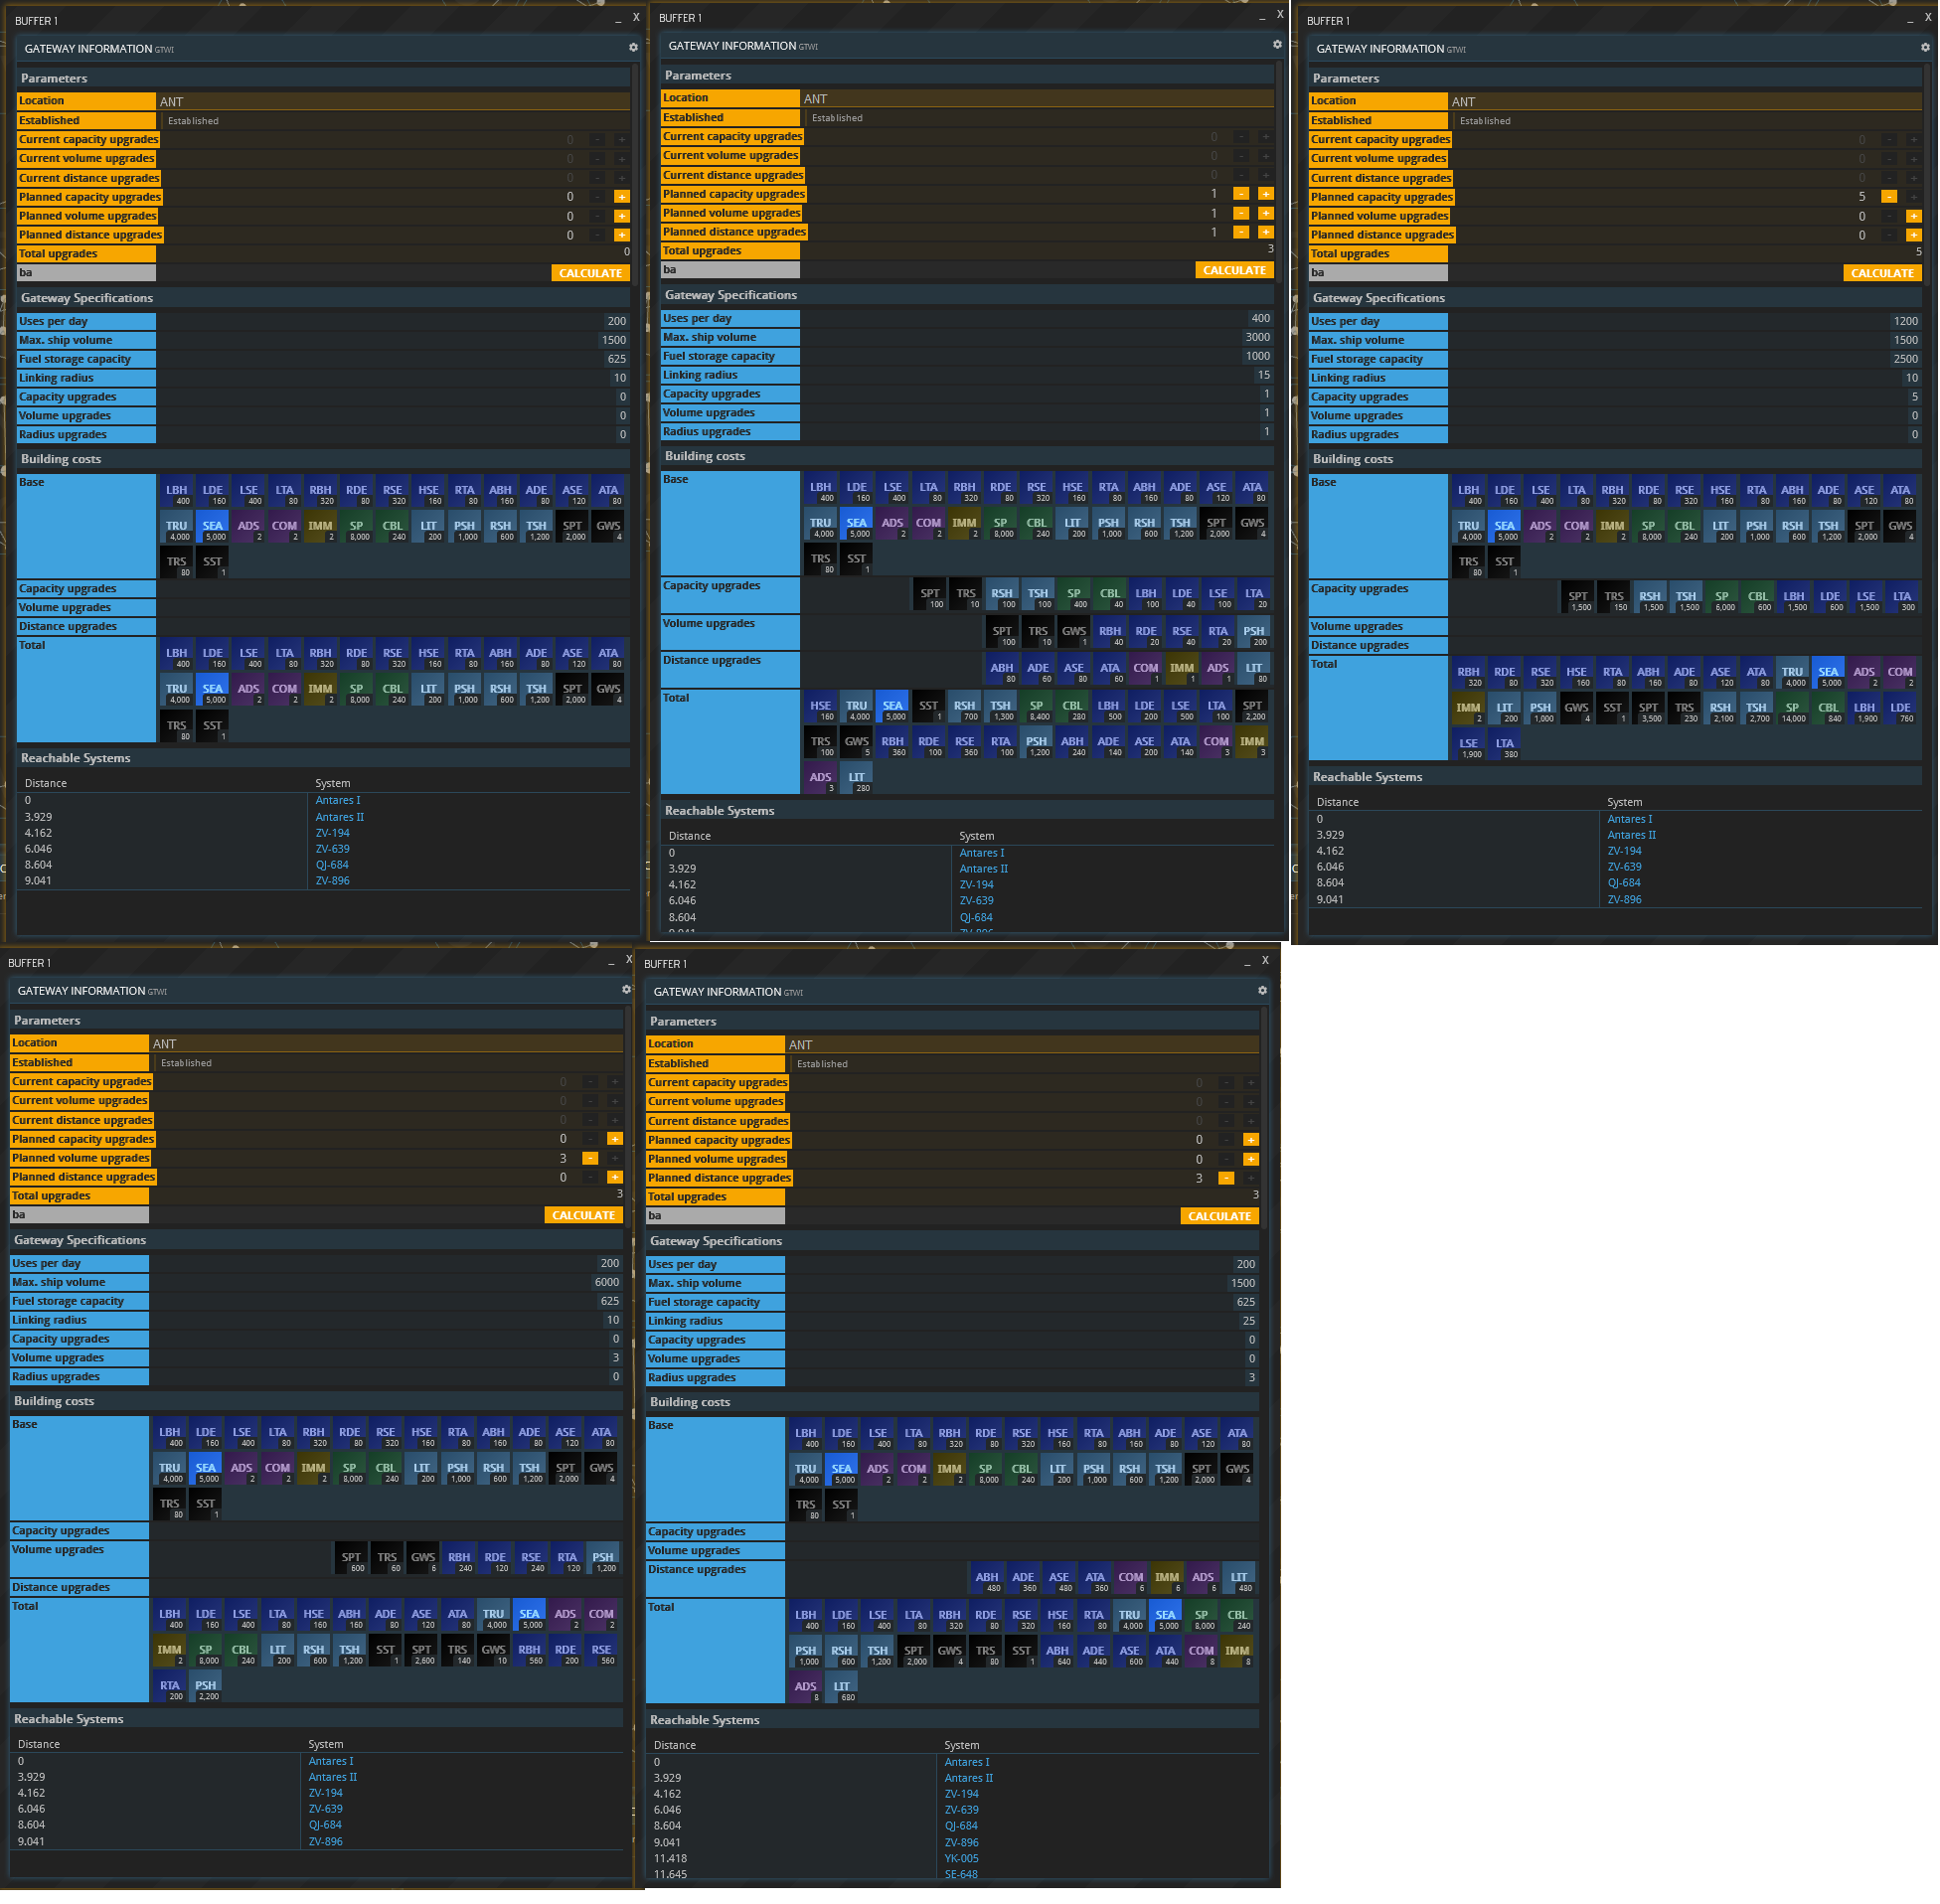 BUFFER 1 _ X
GATEWAY INFORMATION GTWI
Parameters
Location ANT
Established Established
Current capacity upgrades 0 - +
Current volume upgrades 0 - +
Current distance upgrades 0 - +
Planned capacity upgrades 0 - +
Planned volume upgrades 0 - +
Planned distance upgrades 0 - +
Total upgrades 0
ba CALCULATE
Gateway Specifications
Uses per day 200
Max. ship volume 1500
Fuel storage capacity 625
Linking radius 10
Capacity upgrades 0
Volume upgrades 0
Radius upgrades 0
Building costs
Base
LBH 400 LDE 160 LSE 400 LTA 80 RBH 320 RDE 80 RSE 320 HSE 160 RTA 80 ABH 160 ADE 80 ASE 120 ATA 80
TRU 4,000 SEA 5,000 ADS 2 COM 2 IMM 2 SP 8,000 CBL 240 LIT 200 PSH 1,000 RSH 600 TSH 1,200 SPT 2,000 GWS 4
TRS 80 SST 1
Capacity upgrades
Volume upgrades
Distance upgrades
Total
LBH 400 LDE 160 LSE 400 LTA 80 RBH 320 RDE 80 RSE 320 HSE 160 RTA 80 ABH 160 ADE 80 ASE 120 ATA 80
TRU 4,000 SEA 5,000 ADS 2 COM 2 IMM 2 SP 8,000 CBL 240 LIT 200 PSH 1,000 RSH 600 TSH 1,200 SPT 2,000 GWS 4
TRS 80 SST 1
Reachable Systems
Distance System
0 Antares I
3.929 Antares II
4.162 ZV-194
6.046 ZV-639
8.604 QJ-684
9.041 ZV-896
BUFFER 1 _ X
GATEWAY INFORMATION GTWI
Parameters
Location ANT
Established Established
Current capacity upgrades 0 - +
Current volume upgrades 0 - +
Current distance upgrades 0 - +
Planned capacity upgrades 1 - +
Planned volume upgrades 1 - +
Planned distance upgrades 1 - +
Total upgrades 3
ba CALCULATE
Gateway Specifications
Uses per day 400
Max. ship volume 3000
Fuel storage capacity 1000
Linking radius 15
Capacity upgrades 1
Volume upgrades 1
Radius upgrades 1
Building costs
Base
LBH 400 LDE 160 LSE 400 LTA 80 RBH 320 RDE 80 RSE 320 HSE 160 RTA 80 ABH 160 ADE 80 ASE 120 ATA 80
TRU 4,000 SEA 5,000 ADS 2 COM 2 IMM 2 SP 8,000 CBL 240 LIT 200 PSH 1,000 RSH 600 TSH 1,200 SPT 2,000 GWS 4
TRS 80 SST 1
Capacity upgrades SPT 100 TRS 10 RSH 100 TSH 100 SP 400 CBL 40 LBH 100 LDE 40 LSE 100 LTA 20
Volume upgrades SPT 100 TRS 10 GWS 1 RBH 40 RDE 20 RSE 40 RTA 20 PSH 200
Distance upgrades ABH 80 ADE 60 ASE 80 ATA 60 COM 1 IMM 1 ADS 1 LIT 80
Total
HSE 160 TRU 4,000 SEA 5,000 SST 1 RSH 700 TSH 1,300 SP 8,400 CBL 280 LBH 500 LDE 200 LSE 500 LTA 100 SPT 2,200
TRS 100 GWS 5 RBH 360 RDE 100 RSE 360 RTA 100 PSH 1,200 ABH 240 ADE 140 ASE 200 ATA 140 COM 3 IMM 3
ADS 3 LIT 280
Reachable Systems
Distance System
0 Antares I
3.929 Antares II
4.162 ZV-194
6.046 ZV-639
8.604 QJ-684
9.041 ZV-896
BUFFER 1 _ X
GATEWAY INFORMATION GTWI
Parameters
Location ANT
Established Established
Current capacity upgrades 0 - +
Current volume upgrades 0 - +
Current distance upgrades 0 - +
Planned capacity upgrades 5 - +
Planned volume upgrades 0 - +
Planned distance upgrades 0 - +
Total upgrades 5
ba CALCULATE
Gateway Specifications
Uses per day 1200
Max. ship volume 1500
Fuel storage capacity 2500
Linking radius 10
Capacity upgrades 5
Volume upgrades 0
Radius upgrades 0
Building costs
Base
LBH 400 LDE 160 LSE 400 LTA 80 RBH 320 RDE 80 RSE 320 HSE 160 RTA 80 ABH 160 ADE 80 ASE 120 ATA 80
TRU 4,000 SEA 5,000 ADS 2 COM 2 IMM 2 SP 8,000 CBL 240 LIT 200 PSH 1,000 RSH 600 TSH 1,200 SPT 2,000 GWS 4
TRS 80 SST 1
Capacity upgrades SPT 1,500 TRS 150 RSH 1,500 TSH 1,500 SP 6,000 CBL 600 LBH 1,500 LDE 600 LSE 1,500 LTA 300
Volume upgrades
Distance upgrades
Total
RBH 320 RDE 80 RSE 320 HSE 160 RTA 80 ABH 160 ADE 80 ASE 120 ATA 80 TRU 4,000 SEA 5,000 ADS 2 COM 2
IMM 2 LIT 200 PSH 1,000 GWS 4 SST 1 SPT 3,500 TRS 230 RSH 2,100 TSH 2,700 SP 14,000 CBL 840 LBH 1,900 LDE 760
LSE 1,900 LTA 380
Reachable Systems
Distance System
0 Antares I
3.929 Antares II
4.162 ZV-194
6.046 ZV-639
8.604 QJ-684
9.041 ZV-896
BUFFER 1 _ X
GATEWAY INFORMATION GTWI
Parameters
Location ANT
Established Established
Current capacity upgrades 0 - +
Current volume upgrades 0 - +
Current distance upgrades 0 - +
Planned capacity upgrades 0 - +
Planned volume upgrades 3 - +
Planned distance upgrades 0 - +
Total upgrades 3
ba CALCULATE
Gateway Specifications
Uses per day 200
Max. ship volume 6000
Fuel storage capacity 625
Linking radius 10
Capacity upgrades 0
Volume upgrades 3
Radius upgrades 0
Building costs
Base
LBH 400 LDE 160 LSE 400 LTA 80 RBH 320 RDE 80 RSE 320 HSE 160 RTA 80 ABH 160 ADE 80 ASE 120 ATA 80
TRU 4,000 SEA 5,000 ADS 2 COM 2 IMM 2 SP 8,000 CBL 240 LIT 200 PSH 1,000 RSH 600 TSH 1,200 SPT 2,000 GWS 4
TRS 80 SST 1
Capacity upgrades
Volume upgrades SPT 600 TRS 60 GWS 6 RBH 240 RDE 120 RSE 240 RTA 120 PSH 1,200
Distance upgrades
Total
LBH 400 LDE 160 LSE 400 LTA 80 HSE 160 ABH 160 ADE 80 ASE 120 ATA 80 TRU 4,000 SEA 5,000 ADS 2 COM 2
IMM 2 SP 8,000 CBL 240 LIT 200 RSH 600 TSH 1,200 SST 1 SPT 2,600 TRS 140 GWS 10 RBH 560 RDE 200 RSE 560
RTA 200 PSH 2,200
Reachable Systems
Distance System
0 Antares I
3.929 Antares II
4.162 ZV-194
6.046 ZV-639
8.604 QJ-684
9.041 ZV-896
BUFFER 1 _ X
GATEWAY INFORMATION GTWI
Parameters
Location ANT
Established Established
Current capacity upgrades 0 - +
Current volume upgrades 0 - +
Current distance upgrades 0 - +
Planned capacity upgrades 0 - +
Planned volume upgrades 0 - +
Planned distance upgrades 3 - +
Total upgrades 3
ba CALCULATE
Gateway Specifications
Uses per day 200
Max. ship volume 1500
Fuel storage capacity 625
Linking radius 25
Capacity upgrades 0
Volume upgrades 0
Radius upgrades 3
Building costs
Base
LBH 400 LDE 160 LSE 400 LTA 80 RBH 320 RDE 80 RSE 320 HSE 160 RTA 80 ABH 160 ADE 80 ASE 120 ATA 80
TRU 4,000 SEA 5,000 ADS 2 COM 2 IMM 2 SP 8,000 CBL 240 LIT 200 PSH 1,000 RSH 600 TSH 1,200 SPT 2,000 GWS 4
TRS 80 SST 1
Capacity upgrades
Volume upgrades
Distance upgrades ABH 480 ADE 360 ASE 480 ATA 360 COM 6 IMM 6 ADS 6 LIT 480
Total
LBH 400 LDE 160 LSE 400 LTA 80 RBH 320 RDE 80 RSE 320 HSE 160 RTA 80 TRU 4,000 SEA 5,000 SP 8,000 CBL 240
PSH 1,000 RSH 600 TSH 1,200 SPT 2,000 GWS 4 TRS 80 SST 1 ABH 640 ADE 440 ASE 600 ATA 440 COM 8 IMM 8
ADS 8 LIT 680
Reachable Systems
Distance System
0 Antares I
3.929 Antares II
4.162 ZV-194
6.046 ZV-639
8.604 QJ-684
9.041 ZV-896
11.418 YK-005
11.645 SE-648